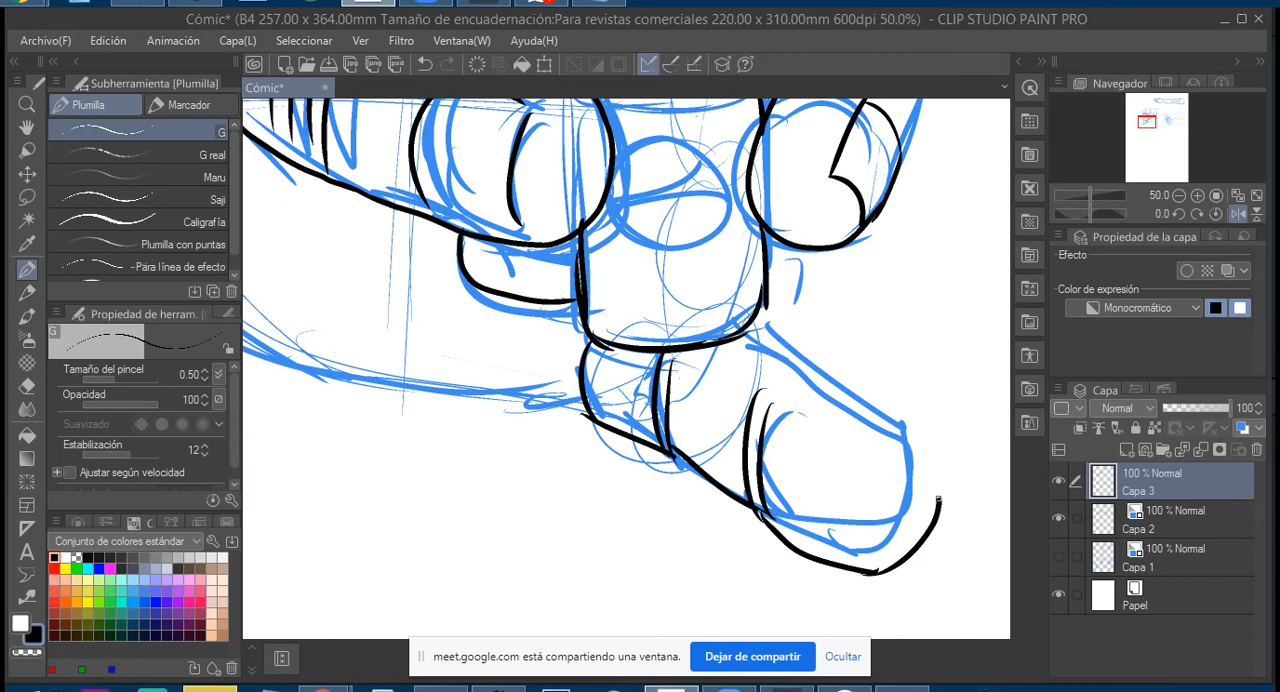 Cómic* (B4 257.00 x 364.00mm Tamaño de encuadernación:Para revistas comerciales 220.00 x 310.00mm 600dpi 50.0%) - CLIP STUDIO PAINT PRO
Archivo(F) Edición Animación Capa(L) Seleccionar Ver Filtro Ventana(W) Ayuda(H)
Subherramienta [Plumilla]
Plumilla Marcador
G
G real
Maru
Saji
Caligrafía
Plumilla con puntas
Para línea de efecto
Propiedad de herram.
G
Tamaño del pincel 0.50
Opacidad 100
Suavizado
Estabilización 12
Ajustar según velocidad
Conjunto de colores estándar
Cómic*
Navegador
50.0
0.0
Propiedad de la capa
Efecto
Color de expresión
Monocromático
Capa
Normal 100
100 % Normal
Capa 3
100 % Normal
Capa 2
100 % Normal
Capa 1
Papel
meet.google.com está compartiendo una ventana. Dejar de compartir Ocultar